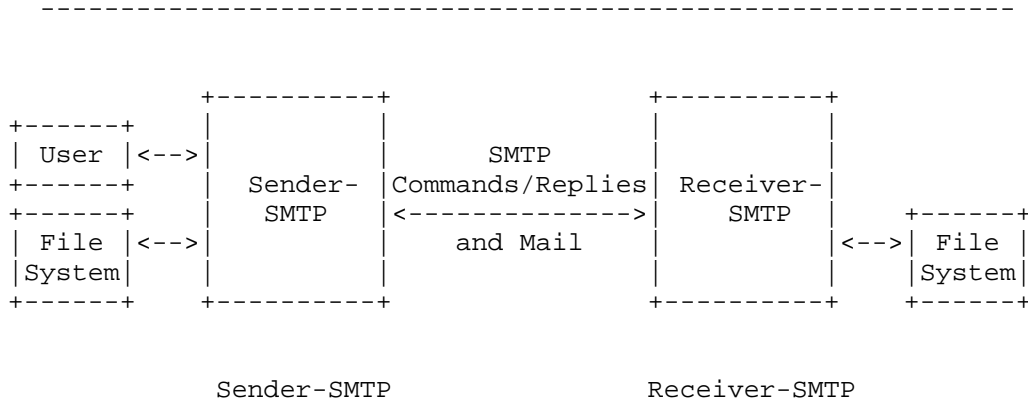 -------------------------------------------------------------
            +----------+                +----------+
+------+    |          |                |          |
| User |<-->|          |      SMTP      |          |
+------+    |  Sender- |Commands/Replies| Receiver-|
+------+    |   SMTP   |<-------------->|    SMTP  |    +------+
| File |<-->|          |    and Mail    |          |<-->| File |
|System|    |          |                |          |    |System|
+------+    +----------+                +----------+    +------+
Sender-SMTP                Receiver-SMTP